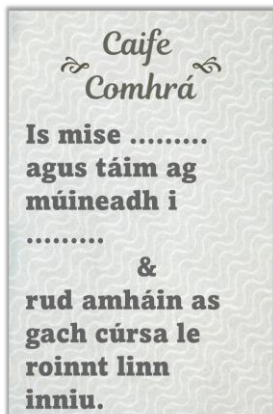 Caife
Comhrá
Is mise .........
agus táim ag
múineadh i
.........
&
rud amháin as
gach cúrsa le
roinnt linn
inniu.